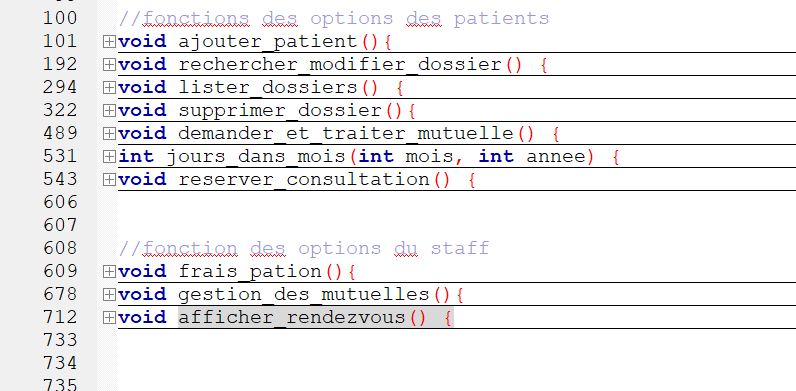 100 //fonctions des options des patients
101 void ajouter_patient(){
192 void rechercher_modifier_dossier() {
294 void lister_dossiers() {
322 void supprimer_dossier(){
489 void demander_et_traiter_mutuelle() {
531 int jours_dans_mois(int mois, int annee) {
543 void reserver_consultation() {
606
607
608 //fonction des options du staff
609 void frais_pation(){
678 void gestion_des_mutuelles(){
712 void afficher_rendezvous() {
733
734
735